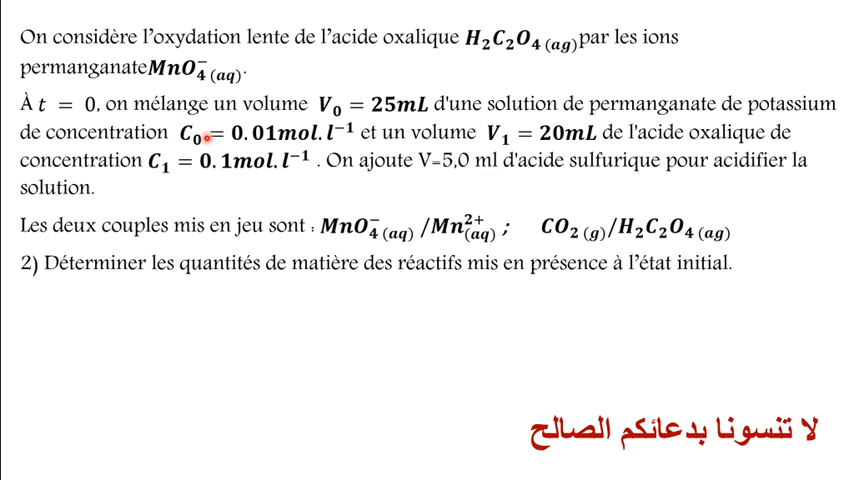 On considère l'oxydation lente de l'acide oxalique H₂C₂O₄ (ag)par les ions
permanganateMnO₄⁻ (aq).
À t = 0, on mélange un volume V₀ = 25mL d'une solution de permanganate de potassium
de concentration C₀ = 0.01mol.l⁻¹ et un volume V₁ = 20mL de l'acide oxalique de
concentration C₁ = 0.1mol.l⁻¹ . On ajoute V=5,0 ml d'acide sulfurique pour acidifier la
solution.
Les deux couples mis en jeu sont : MnO₄⁻ (aq) /Mn²⁺(aq) ; CO₂ (g)/H₂C₂O₄ (ag)
2) Déterminer les quantités de matière des réactifs mis en présence à l'état initial.
لا تنسونا بدعائكم الصالح